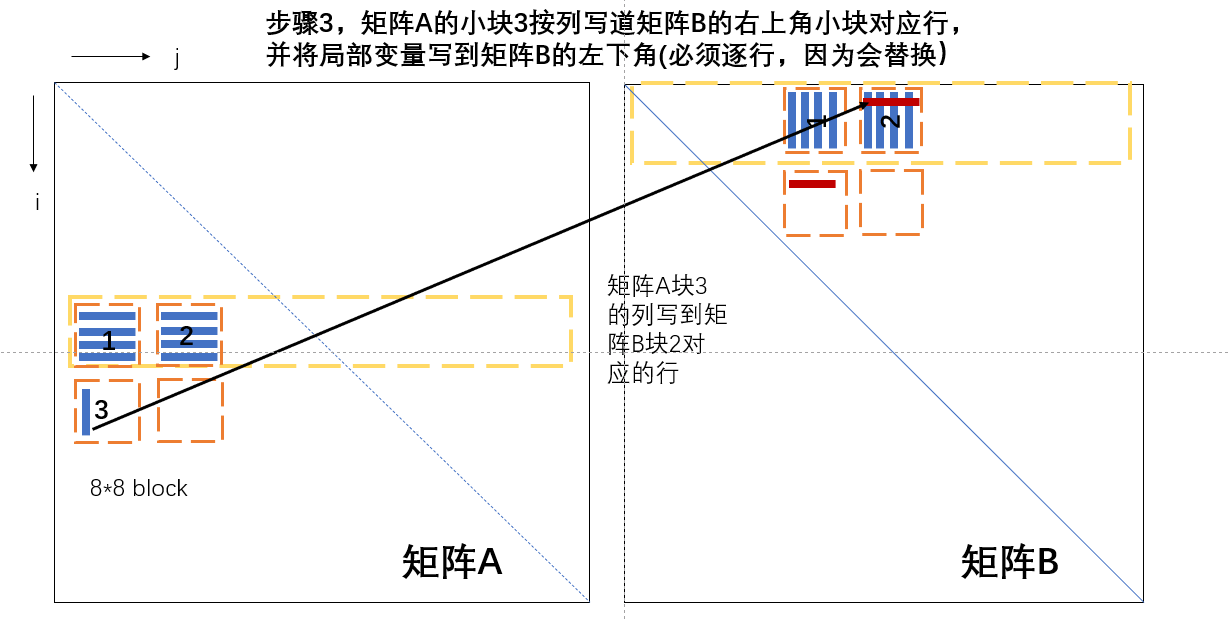 步骤3，矩阵A的小块3按列写道矩阵B的右上角小块对应行，
并将局部变量写到矩阵B的左下角(必须逐行，因为会替换）
j
i
1
2
1
2
3
矩阵A块3
的列写到矩
阵B块2对
应的行
8*8 block
矩阵A
矩阵B